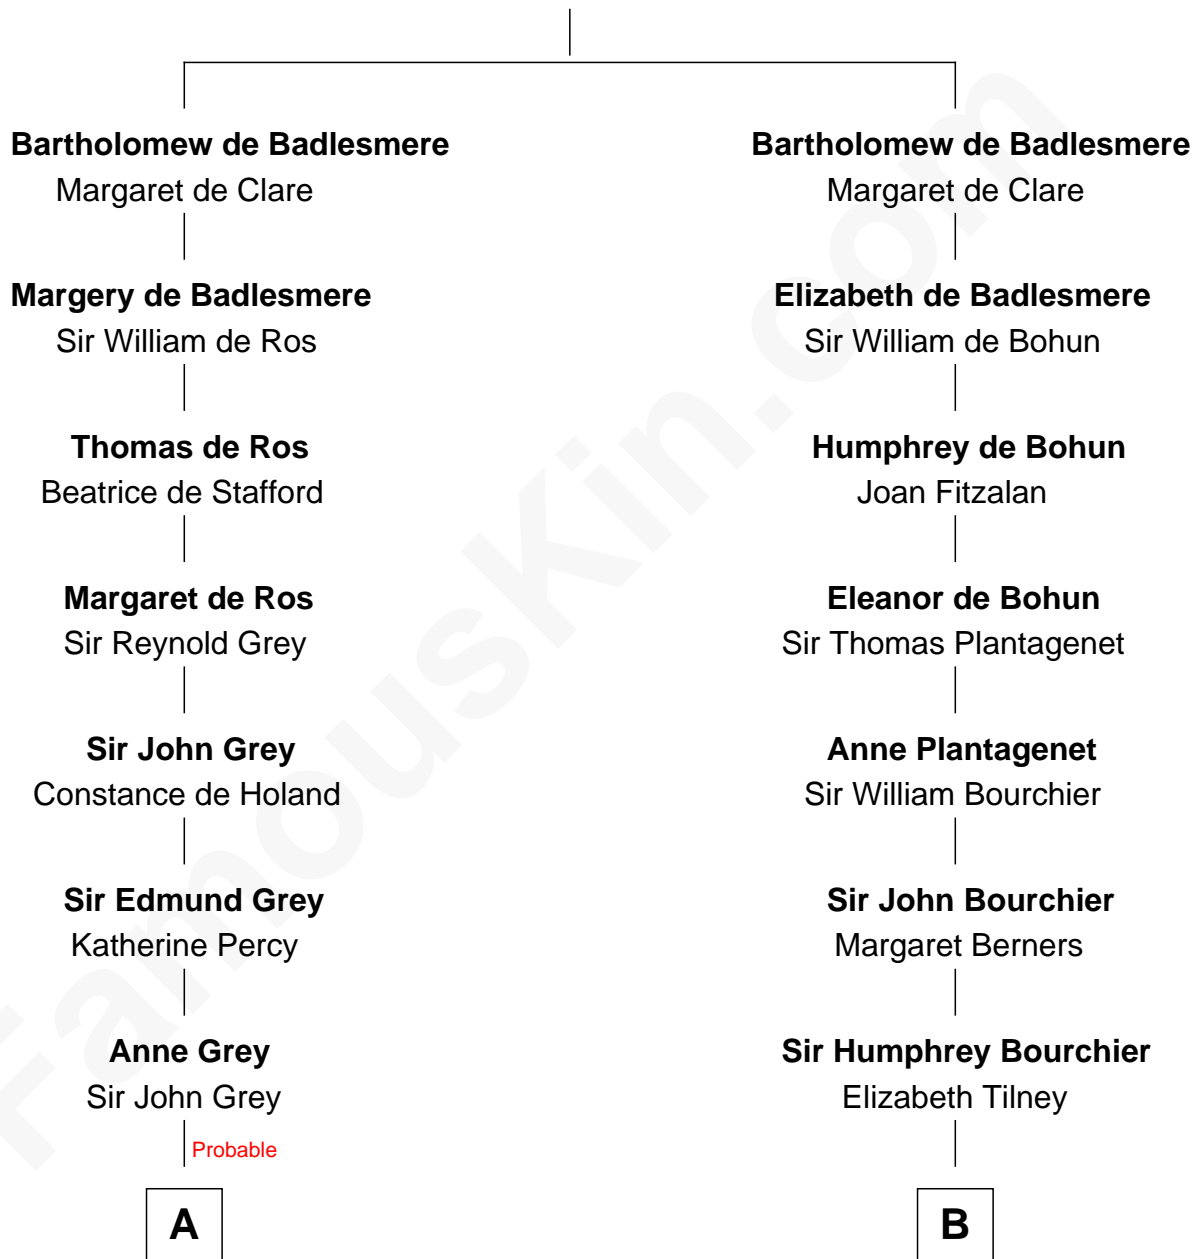 Bartholomew de Badlesmere
Margaret de Clare
Margery de Badlesmere
Sir William de Ros
Thomas de Ros
Beatrice de Stafford
Margaret de Ros
Sir Reynold Grey
Sir John Grey
Constance de Holand
Sir Edmund Grey
Katherine Percy
Anne Grey
Sir John Grey
Probable
A
Bartholomew de Badlesmere
Margaret de Clare
Elizabeth de Badlesmere
Sir William de Bohun
Humphrey de Bohun
Joan Fitzalan
Eleanor de Bohun
Sir Thomas Plantagenet
Anne Plantagenet
Sir William Bourchier
Sir John Bourchier
Margaret Berners
Sir Humphrey Bourchier
Elizabeth Tilney
B
FamousKin.com